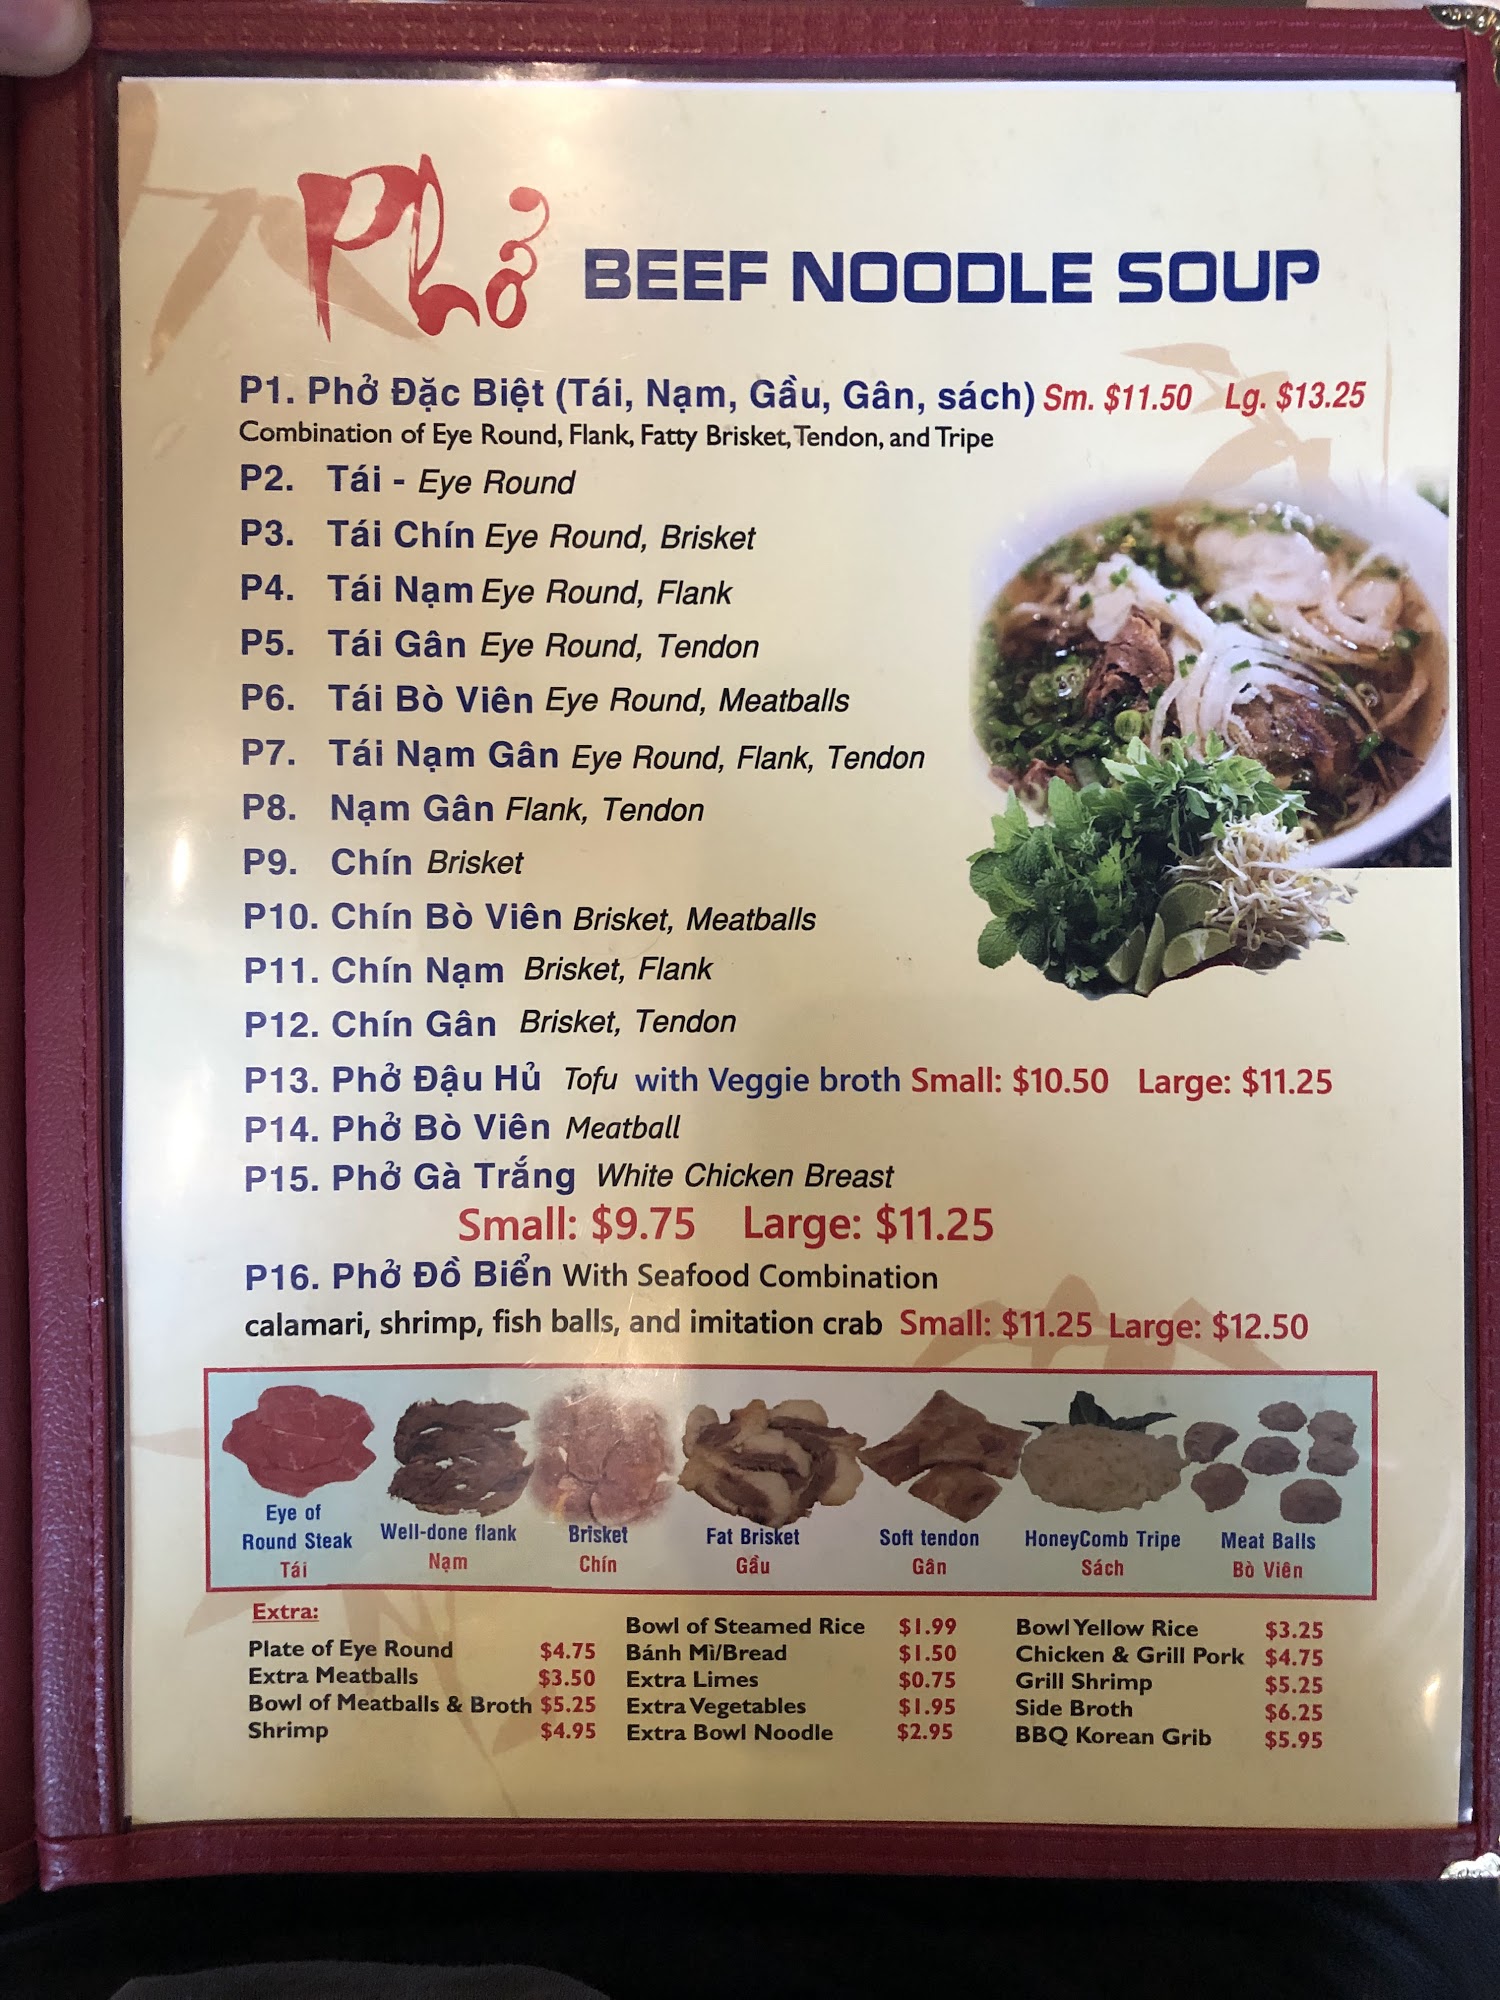 Phở BEEF NOODLE SOUP
P1. Phở Đặc Biệt (Tái, Nạm, Gầu, Gân, sách) Sm. $11.50 Lg. $13.25
Combination of Eye Round, Flank, Fatty Brisket, Tendon, and Tripe
P2. Tái - Eye Round
P3. Tái Chín Eye Round, Brisket
P4. Tái Nạm Eye Round, Flank
P5. Tái Gân Eye Round, Tendon
P6. Tái Bò Viên Eye Round, Meatballs
P7. Tái Nạm Gân Eye Round, Flank, Tendon
P8. Nạm Gân Flank, Tendon
P9. Chín Brisket
P10. Chín Bò Viên Brisket, Meatballs
P11. Chín Nạm Brisket, Flank
P12. Chín Gân Brisket, Tendon
P13. Phở Đậu Hủ Tofu with Veggie broth Small: $10.50 Large: $11.25
P14. Phở Bò Viên Meatball
P15. Phở Gà Trắng White Chicken Breast
Small: $9.75 Large: $11.25
P16. Phở Đồ Biển With Seafood Combination
calamari, shrimp, fish balls, and imitation crab Small: $11.25 Large: $12.50
Eye of
Round Steak
Tái
Well-done flank
Nạm
Brisket
Chín
Fat Brisket
Gầu
Soft tendon
Gân
HoneyComb Tripe
Sách
Meat Balls
Bò Viên
Extra:
Plate of Eye Round $4.75
Extra Meatballs $3.50
Bowl of Meatballs & Broth $5.25
Shrimp $4.95
Bowl of Steamed Rice $1.99
Bánh Mì/Bread $1.50
Extra Limes $0.75
Extra Vegetables $1.95
Extra Bowl Noodle $2.95
Bowl Yellow Rice $3.25
Chicken & Grill Pork $4.75
Grill Shrimp $5.25
Side Broth $6.25
BBQ Korean Grib $5.95